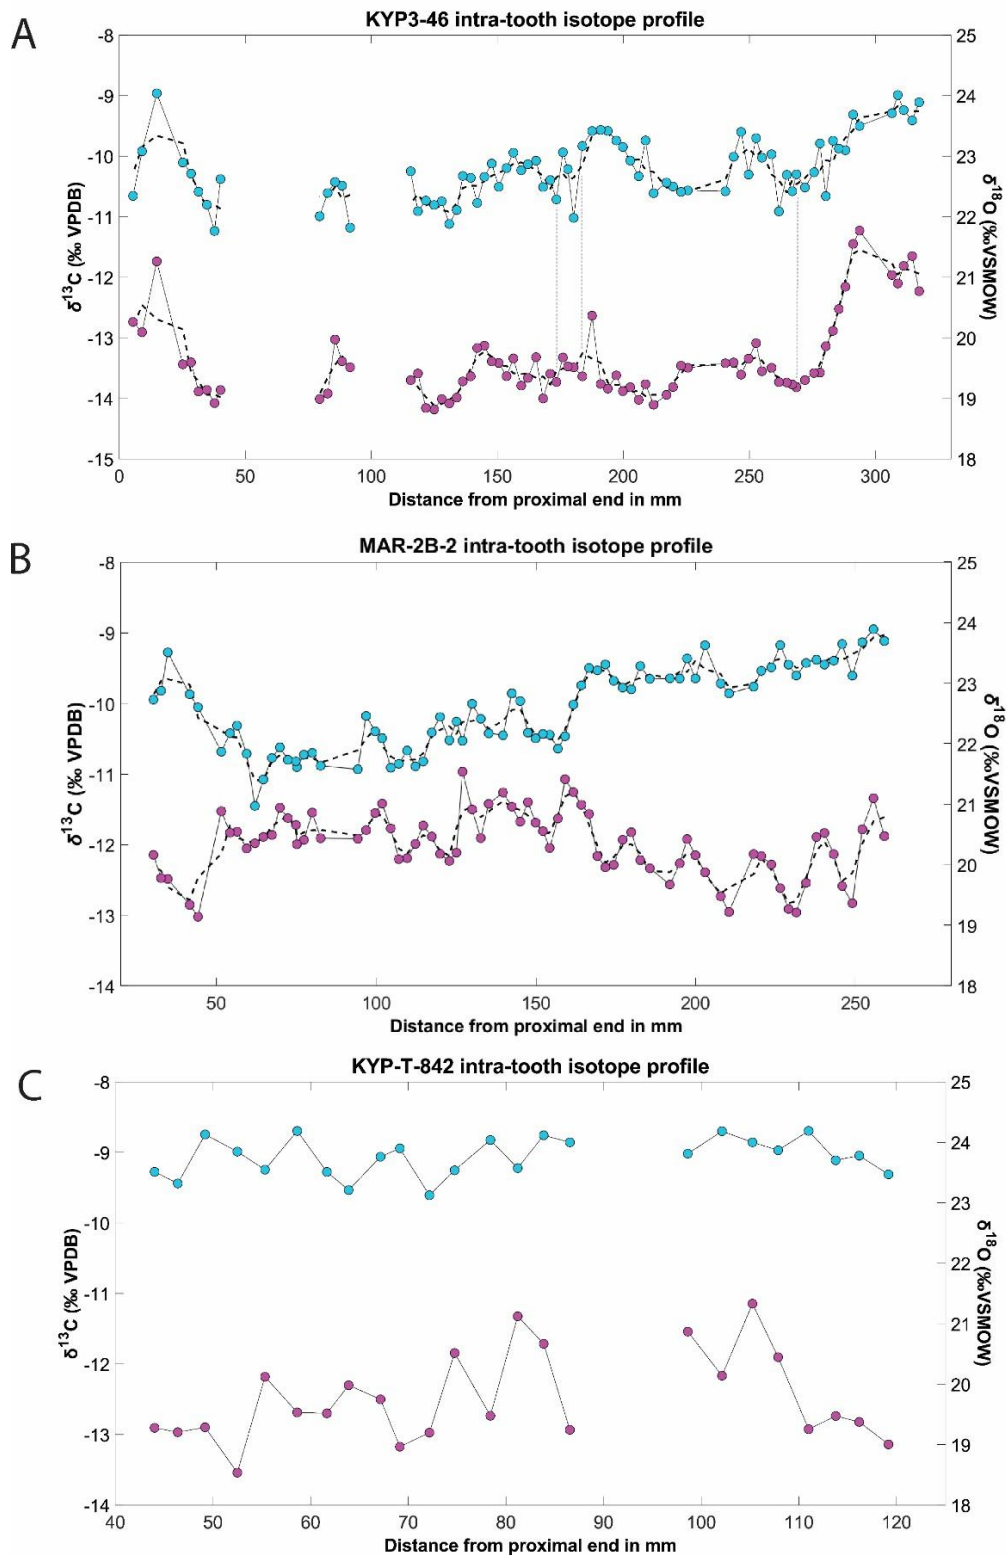 A
KYP3-46 intra-tooth isotope profile
-8
-9
-10
-11
-12
-13
-14
-15
δ13C (‰ VPDB)
25
24
23
22
21
20
19
18
δ18O (‰VSMOW)
0 50 100 150 200 250 300
Distance from proximal end in mm
B
MAR-2B-2 intra-tooth isotope profile
-8
-9
-10
-11
-12
-13
-14
δ13C (‰ VPDB)
25
24
23
22
21
20
19
18
δ18O (‰VSMOW)
50 100 150 200 250
Distance from proximal end in mm
C
KYP-T-842 intra-tooth isotope profile
-8
-9
-10
-11
-12
-13
-14
δ13C (‰ VPDB)
25
24
23
22
21
20
19
18
δ18O (‰VSMOW)
40 50 60 70 80 90 100 110 120
Distance from proximal end in mm